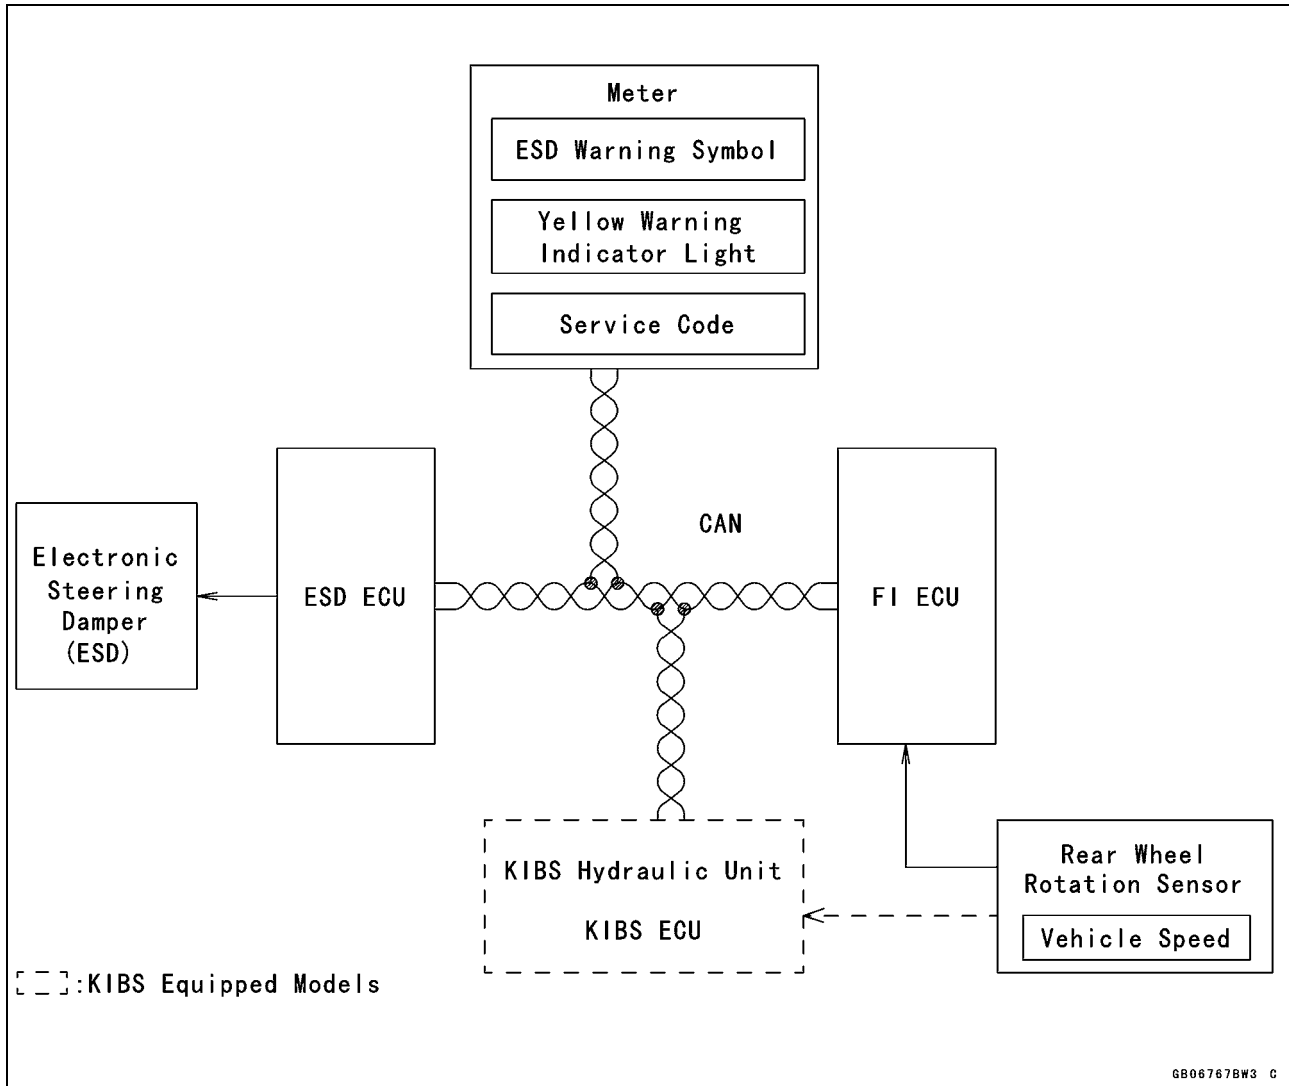 Meter
ESD Warning Symbol
Yellow Warning
Indicator Light
Service Code
CAN
Electronic
Steering
Damper
(ESD)
ESD ECU
FI ECU
KIBS Hydraulic Unit
KIBS ECU
Rear Wheel
Rotation Sensor
Vehicle Speed
:KIBS Equipped Models
GB06767BW3 C